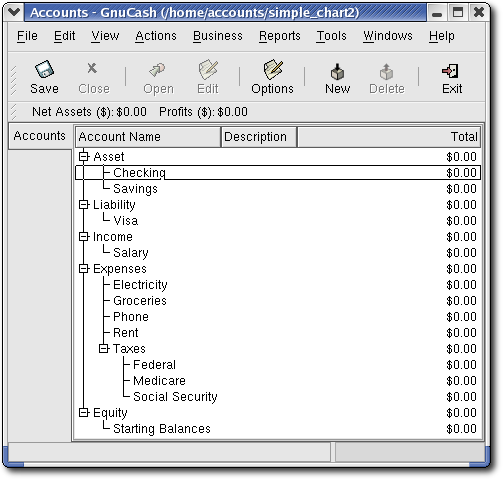 Accounts - GnuCash (/home/accounts/simple_chart2)
File Edit View Actions Business Reports Tools Windows Help
Save Close Open Edit Options New Delete Exit
Net Assets ($): $0.00 Profits ($): $0.00
Accounts
Account Name Description Total
Asset $0.00
Checking $0.00
Savings $0.00
Liability $0.00
Visa $0.00
Income $0.00
Salary $0.00
Expenses $0.00
Electricity $0.00
Groceries $0.00
Phone $0.00
Rent $0.00
Taxes $0.00
Federal $0.00
Medicare $0.00
Social Security $0.00
Equity $0.00
Starting Balances $0.00